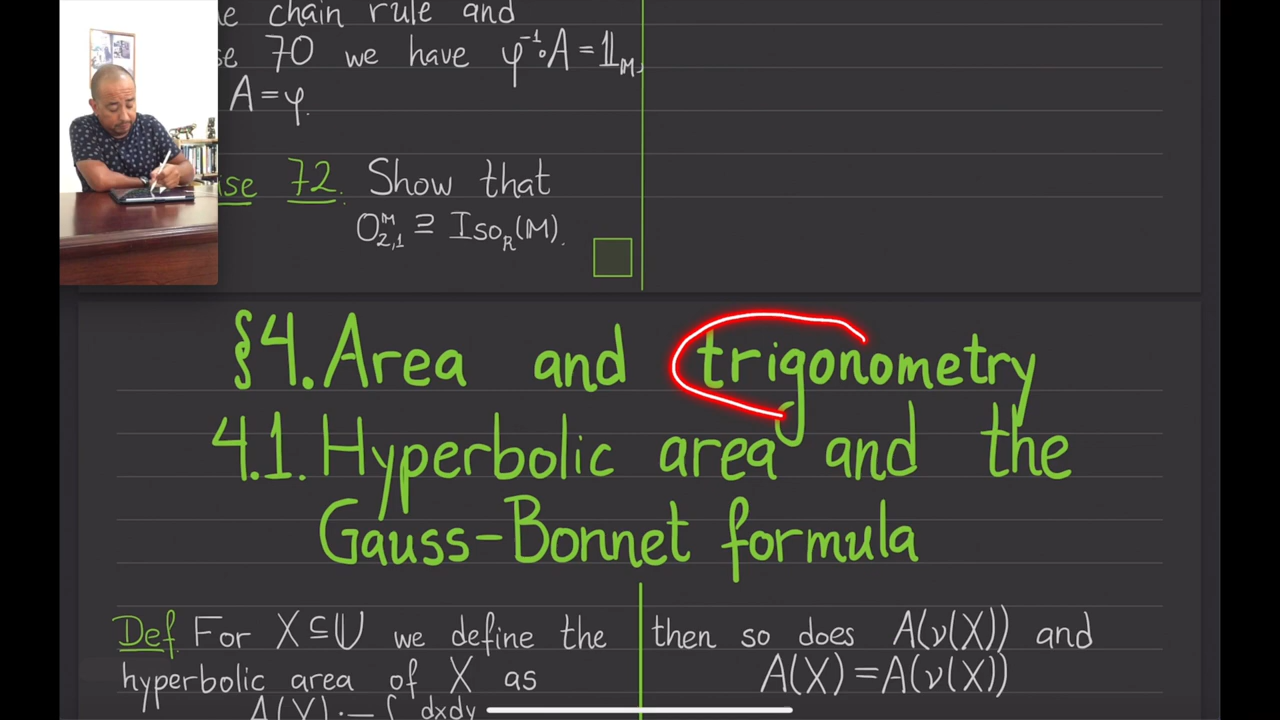 chain rule and
70 we have φ⁻¹∘A = 𝟙_M,
A = φ.
72. Show that
O^M_{2,1} ≅ Iso_R(M).
§4. Area and trigonometry
4.1. Hyperbolic area and the
Gauss-Bonnet formula
Def. For X ⊆ U we define the
hyperbolic area of X as
dxdy
then so does A(ν(X)) and
A(X) = A(ν(X))